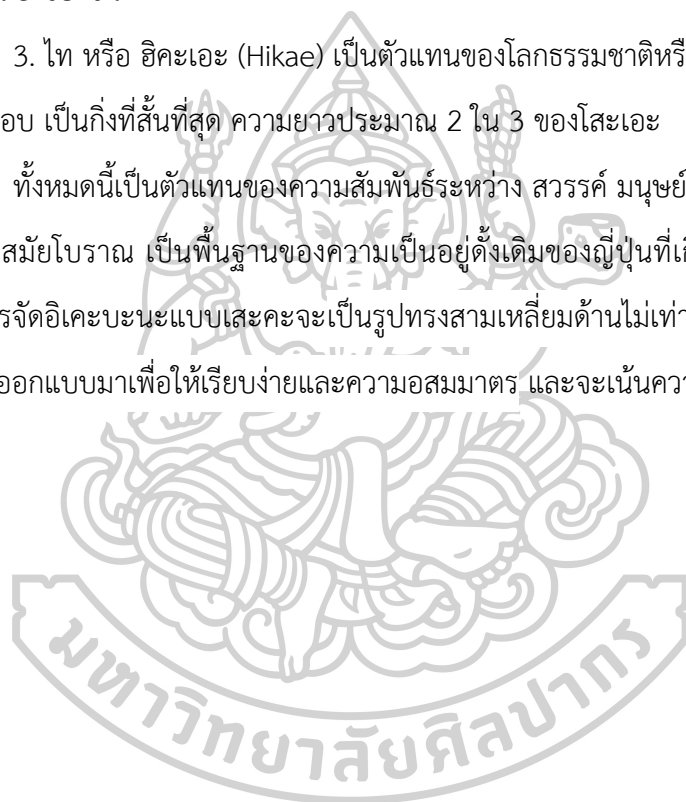 3. ไท หรือ ฮิคะเอะ (Hikae) เป็นตัวแทนของโลกธรรมชาติหรื
อบ เป็นกิ่งที่สั้นที่สุด ความยาวประมาณ 2 ใน 3 ของโสะเอะ
ทั้งหมดนี้เป็นตัวแทนของความสัมพันธ์ระหว่าง สวรรค์ มนุษย์
สมัยโบราณ เป็นพื้นฐานของความเป็นอยู่ดั้งเดิมของญี่ปุ่นที่เกิ
รจัดอิเคะบะนะแบบเสะคะจะเป็นรูปทรงสามเหลี่ยมด้านไม่เท่า
ออกแบบมาเพื่อให้เรียบง่ายและความอสมมาตร และจะเน้นควา
มหาวิทยาลัยศิลปากร